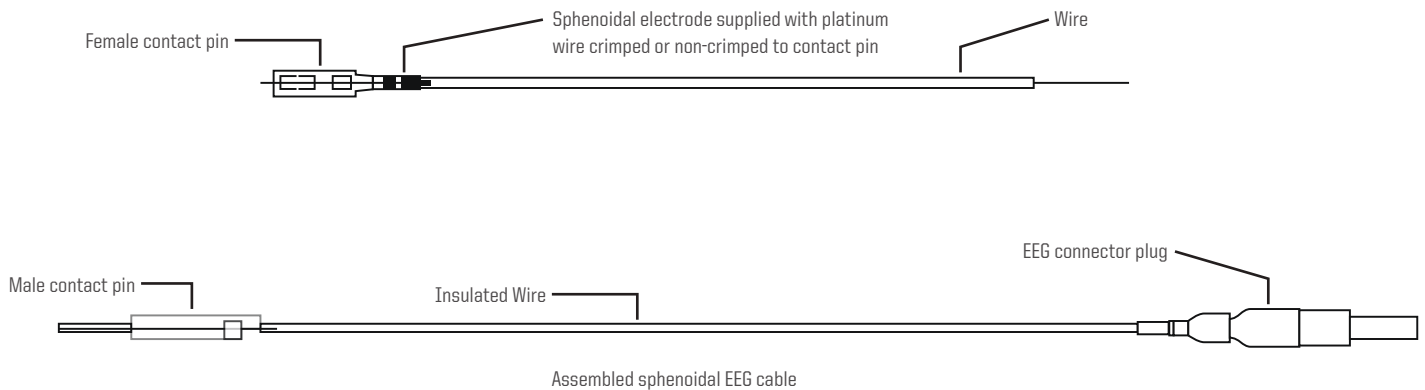 Female contact pin
Sphenoidal electrode supplied with platinum
wire crimped or non-crimped to contact pin
Wire
EEG connector plug
Male contact pin
Insulated Wire
Assembled sphenoidal EEG cable